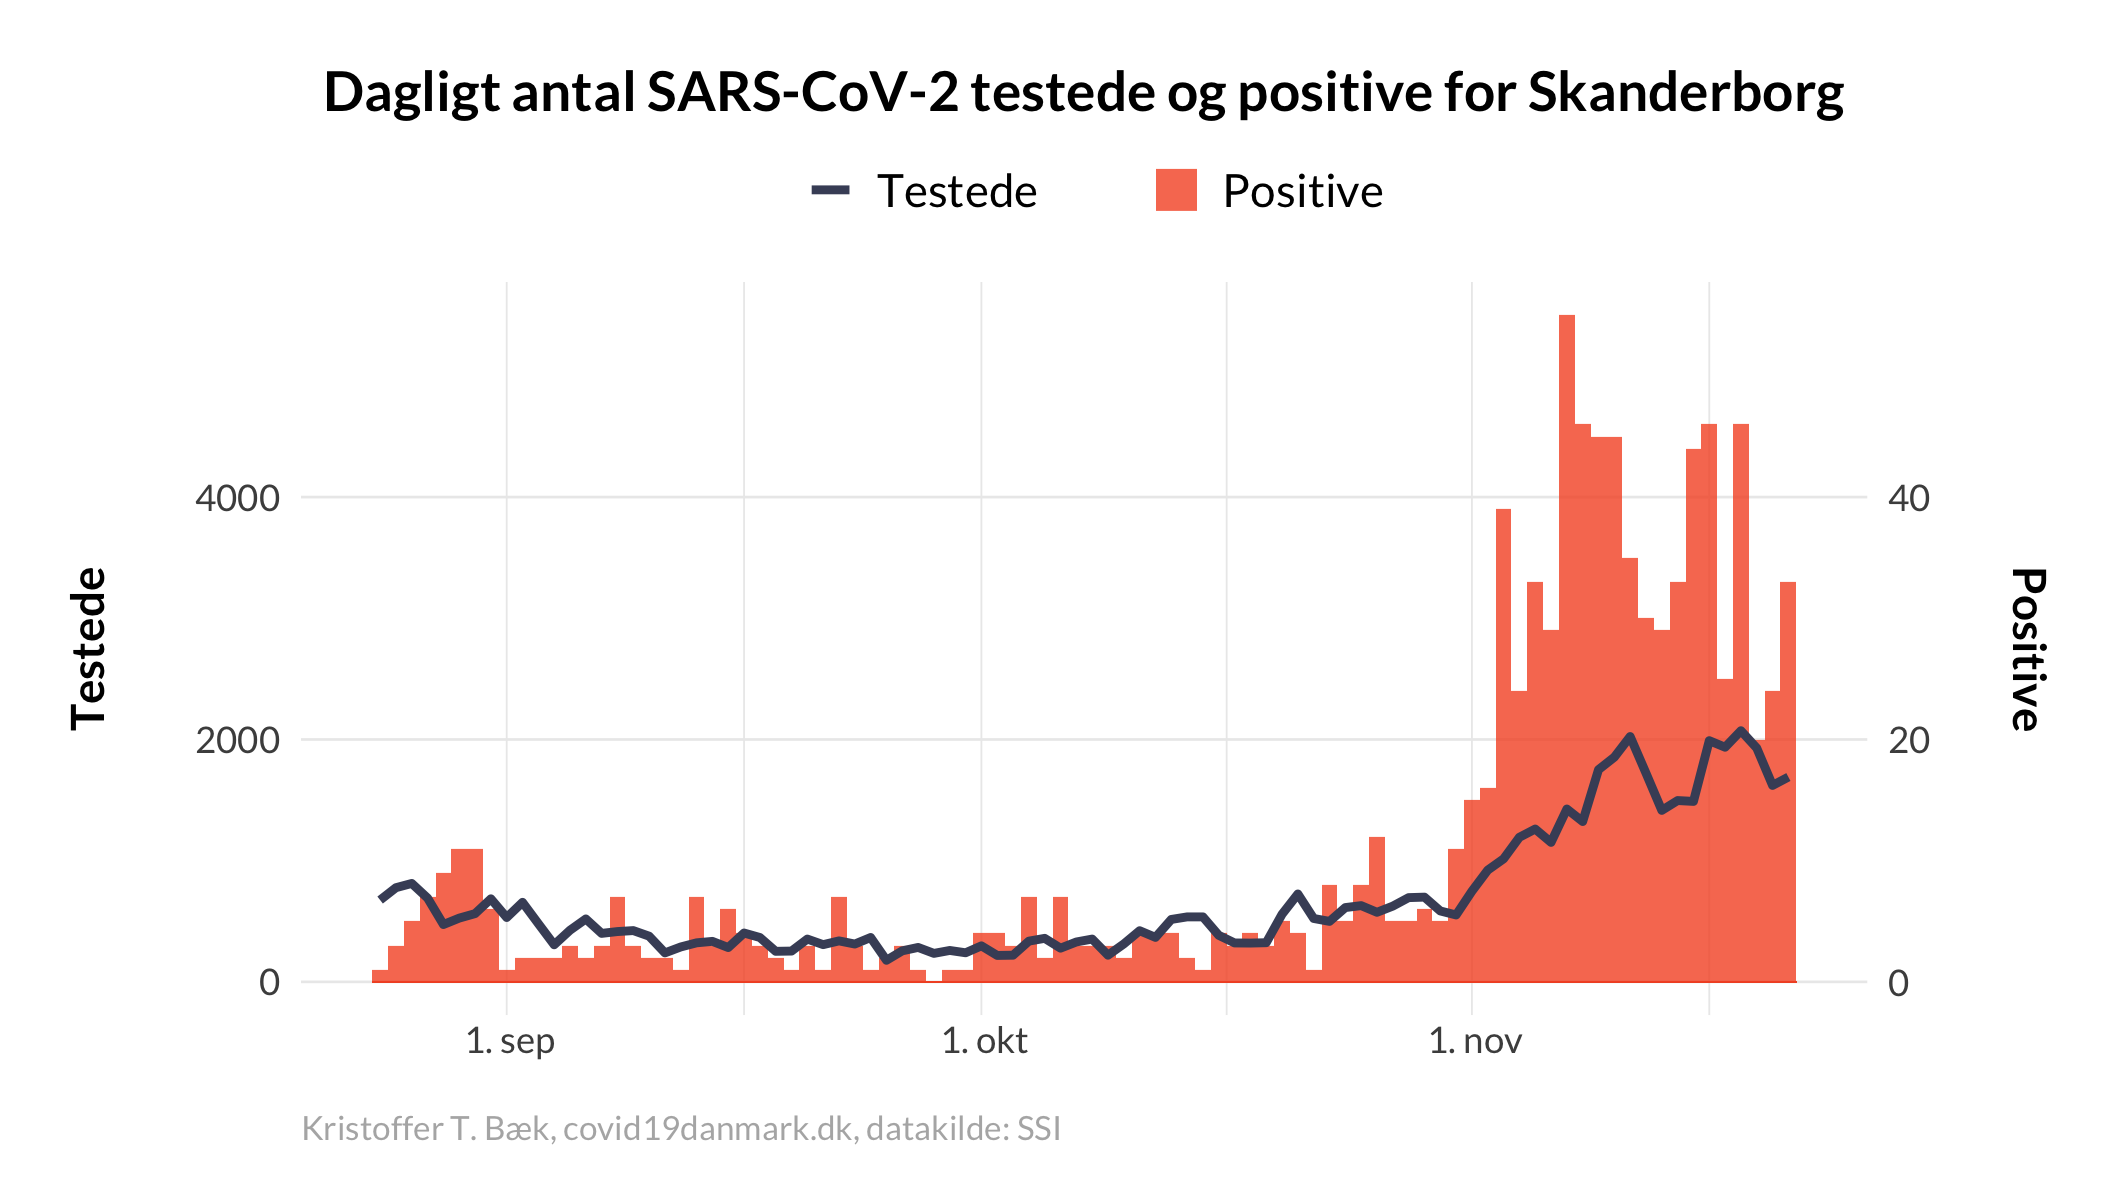 Dagligt antal SARS-CoV-2 testede og positive for Skanderborg
Testede
Positive
4000
2000
0
Testede
40
20
0
Positive
1. sep
1. okt
1. nov
Kristoffer T. Bæk, covid19danmark.dk, datakilde: SSI